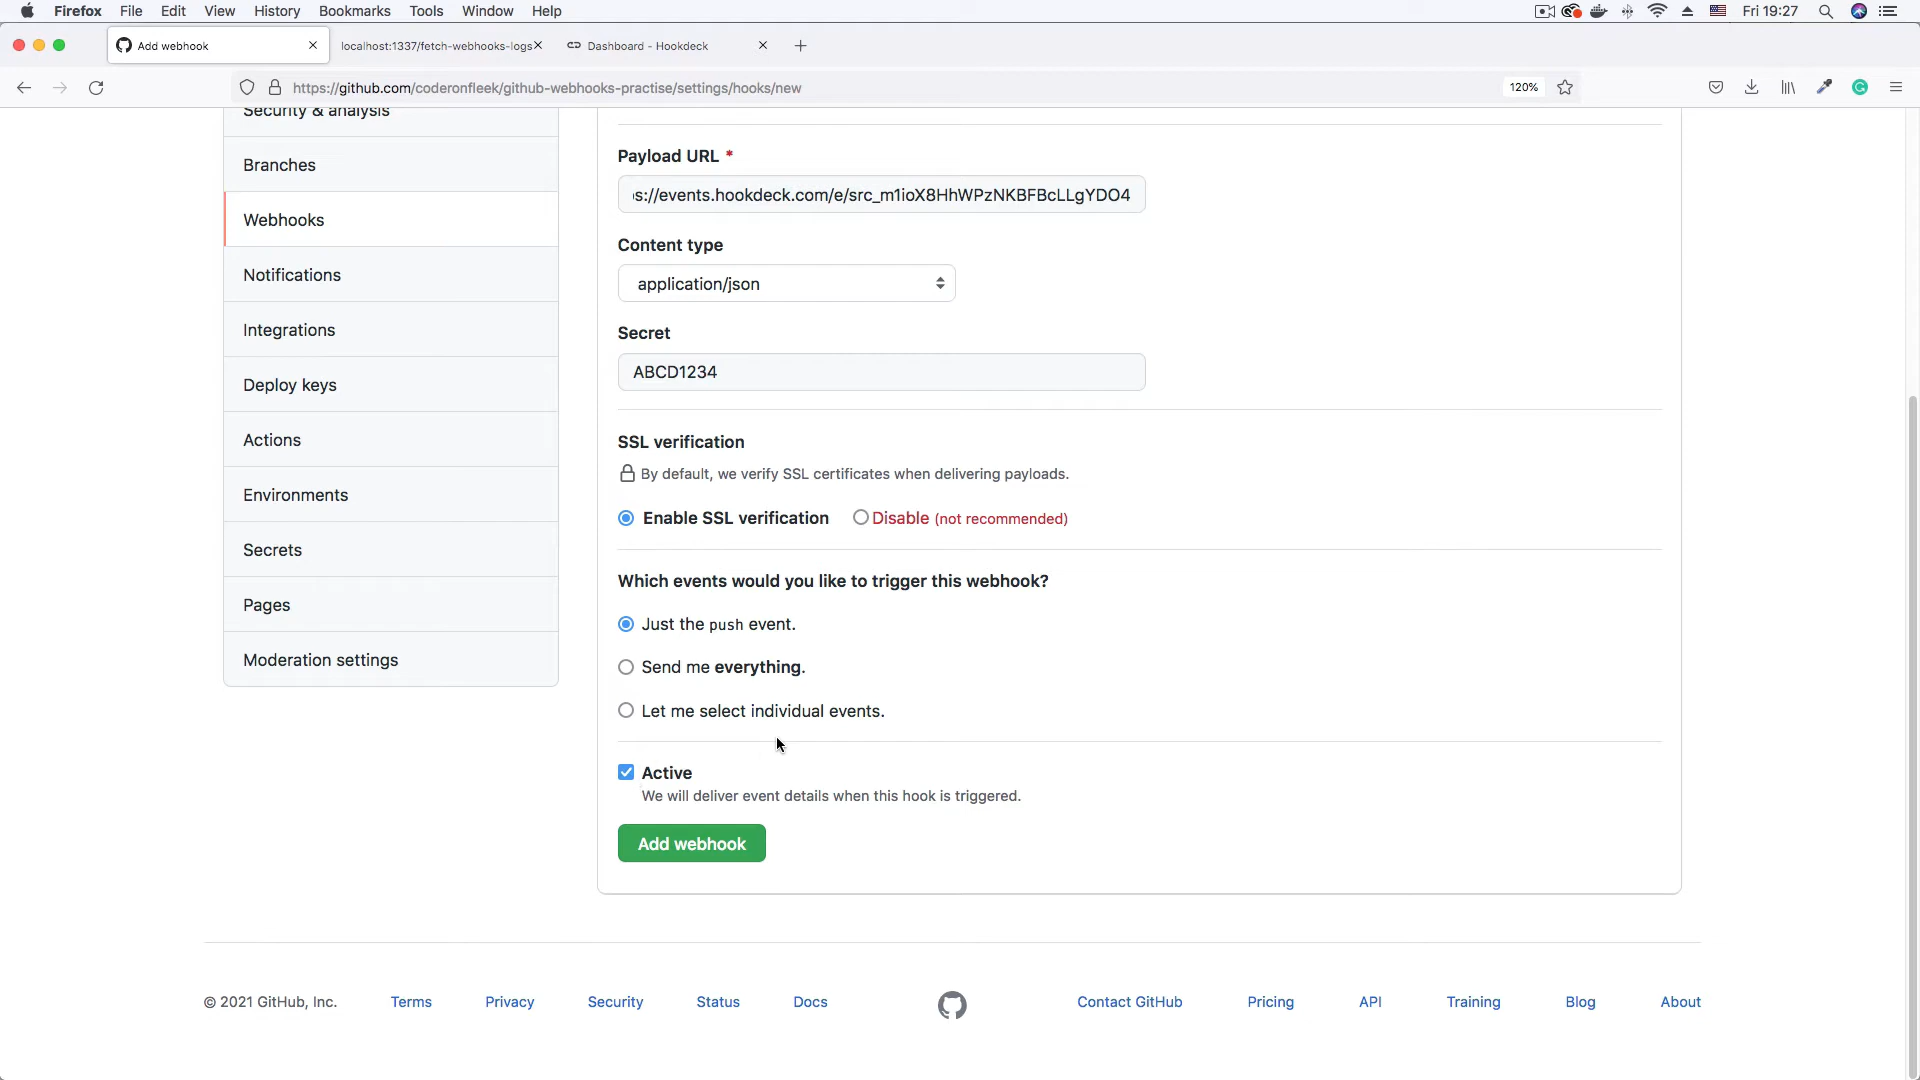 Firefox File Edit View History Bookmarks Tools Window Help Fri 19:27
Add webhook localhost:1337/fetch-webhooks-logs Dashboard - Hookdeck
https://github.com/coderonfleek/github-webhooks-practise/settings/hooks/new 120%
Security & analysis
Branches
Webhooks
Notifications
Integrations
Deploy keys
Actions
Environments
Secrets
Pages
Moderation settings
Payload URL *
s://events.hookdeck.com/e/src_m1ioX8HhWPzNKBFBcLLgYDO4
Content type
application/json
Secret
ABCD1234
SSL verification
By default, we verify SSL certificates when delivering payloads.
Enable SSL verification Disable (not recommended)
Which events would you like to trigger this webhook?
Just the push event.
Send me everything.
Let me select individual events.
Active
We will deliver event details when this hook is triggered.
Add webhook
© 2021 GitHub, Inc. Terms Privacy Security Status Docs Contact GitHub Pricing API Training Blog About